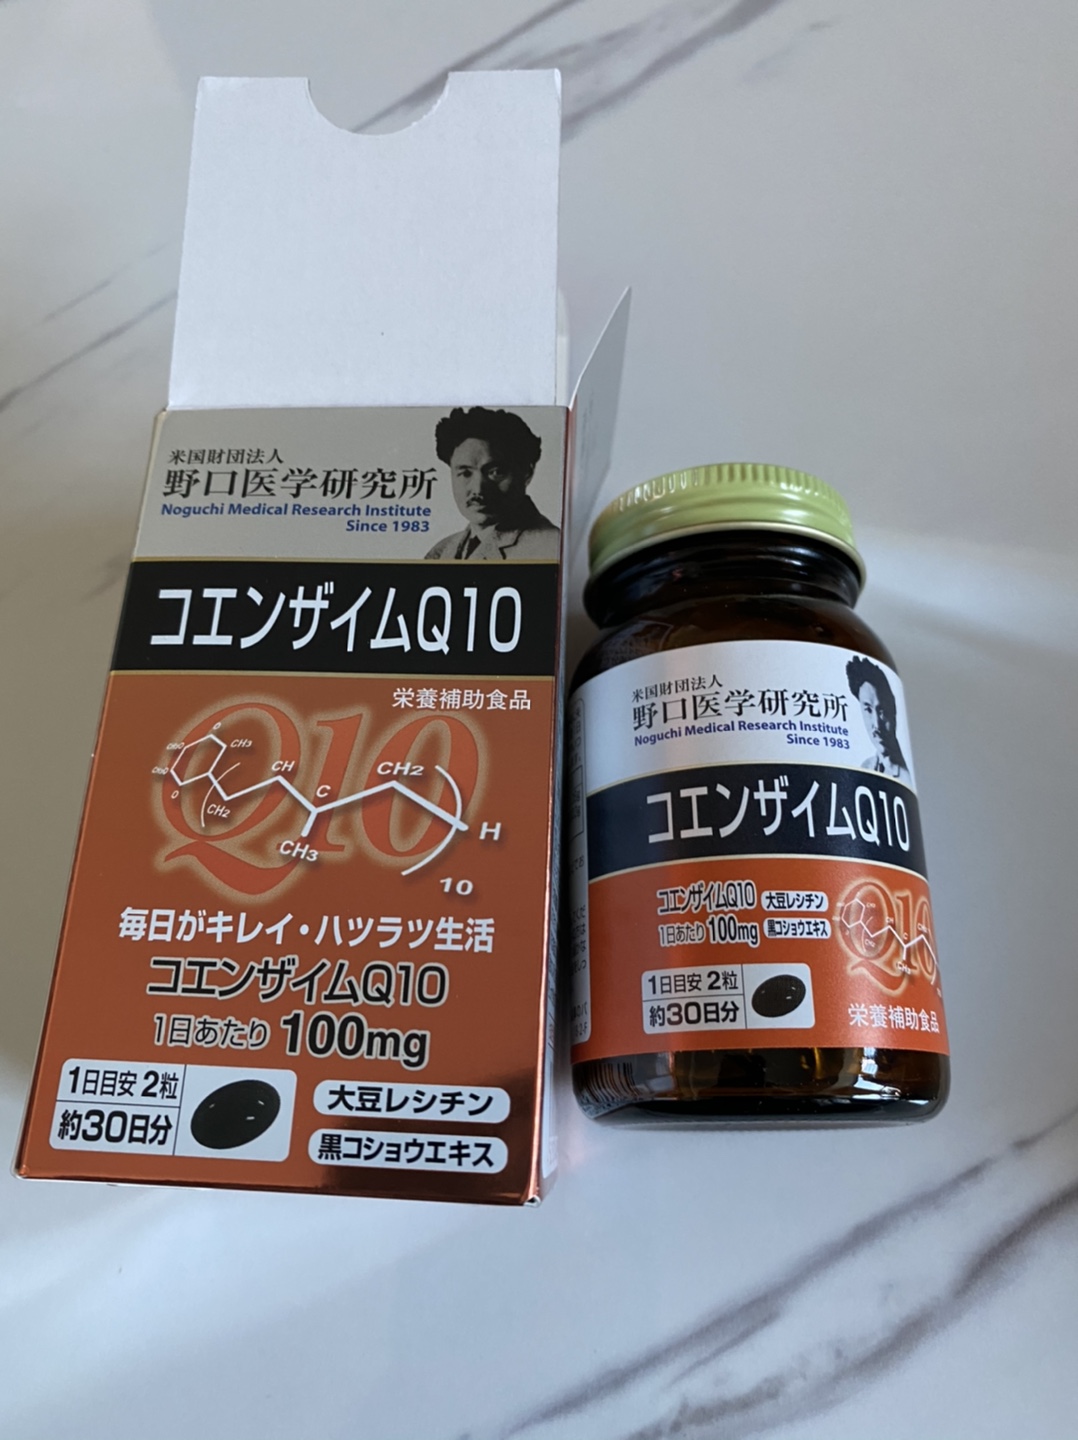 米国財団法人
野口医学研究所
Noguchi Medical Research Institute
Since 1983
コエンザイムQ10
栄養補助食品
Q10
CH3
CH
C
CH2
CH2
CH3
H
10
毎日がキレイ・ハツラツ生活
コエンザイムQ10
1日あたり 100mg
1日目安 2粒
約30日分
大豆レシチン
黒コショウエキス
米国財団法人
野口医学研究所
Noguchi Medical Research Institute
Since 1983
コエンザイムQ10
コエンザイムQ10 大豆レシチン
1日あたり 100mg 黒コショウエキス
Q10
1日目安 2粒
約30日分
栄養補助食品